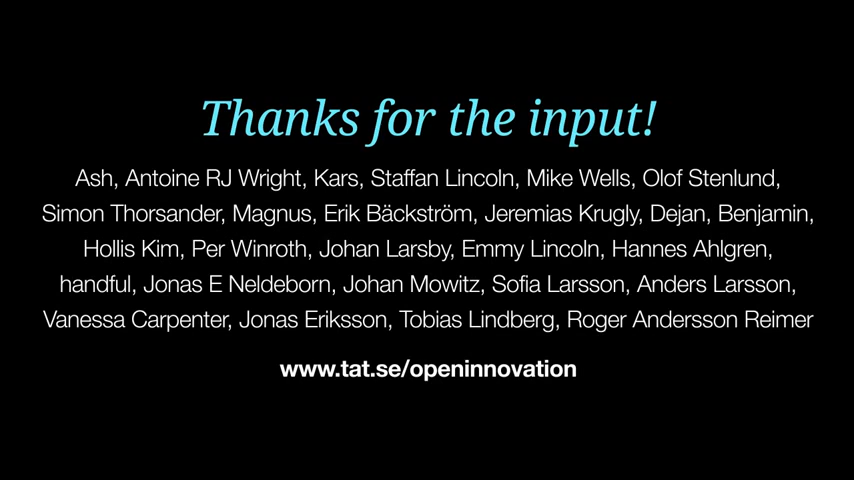 Thanks for the input!
Ash, Antoine RJ Wright, Kars, Staffan Lincoln, Mike Wells, Olof Stenlund,
Simon Thorsander, Magnus, Erik Bäckström, Jeremias Krugly, Dejan, Benjamin,
Hollis Kim, Per Winroth, Johan Larsby, Emmy Lincoln, Hannes Ahlgren,
handful, Jonas E Neldeborn, Johan Mowitz, Sofia Larsson, Anders Larsson,
Vanessa Carpenter, Jonas Eriksson, Tobias Lindberg, Roger Andersson Reimer
www.tat.se/openinnovation